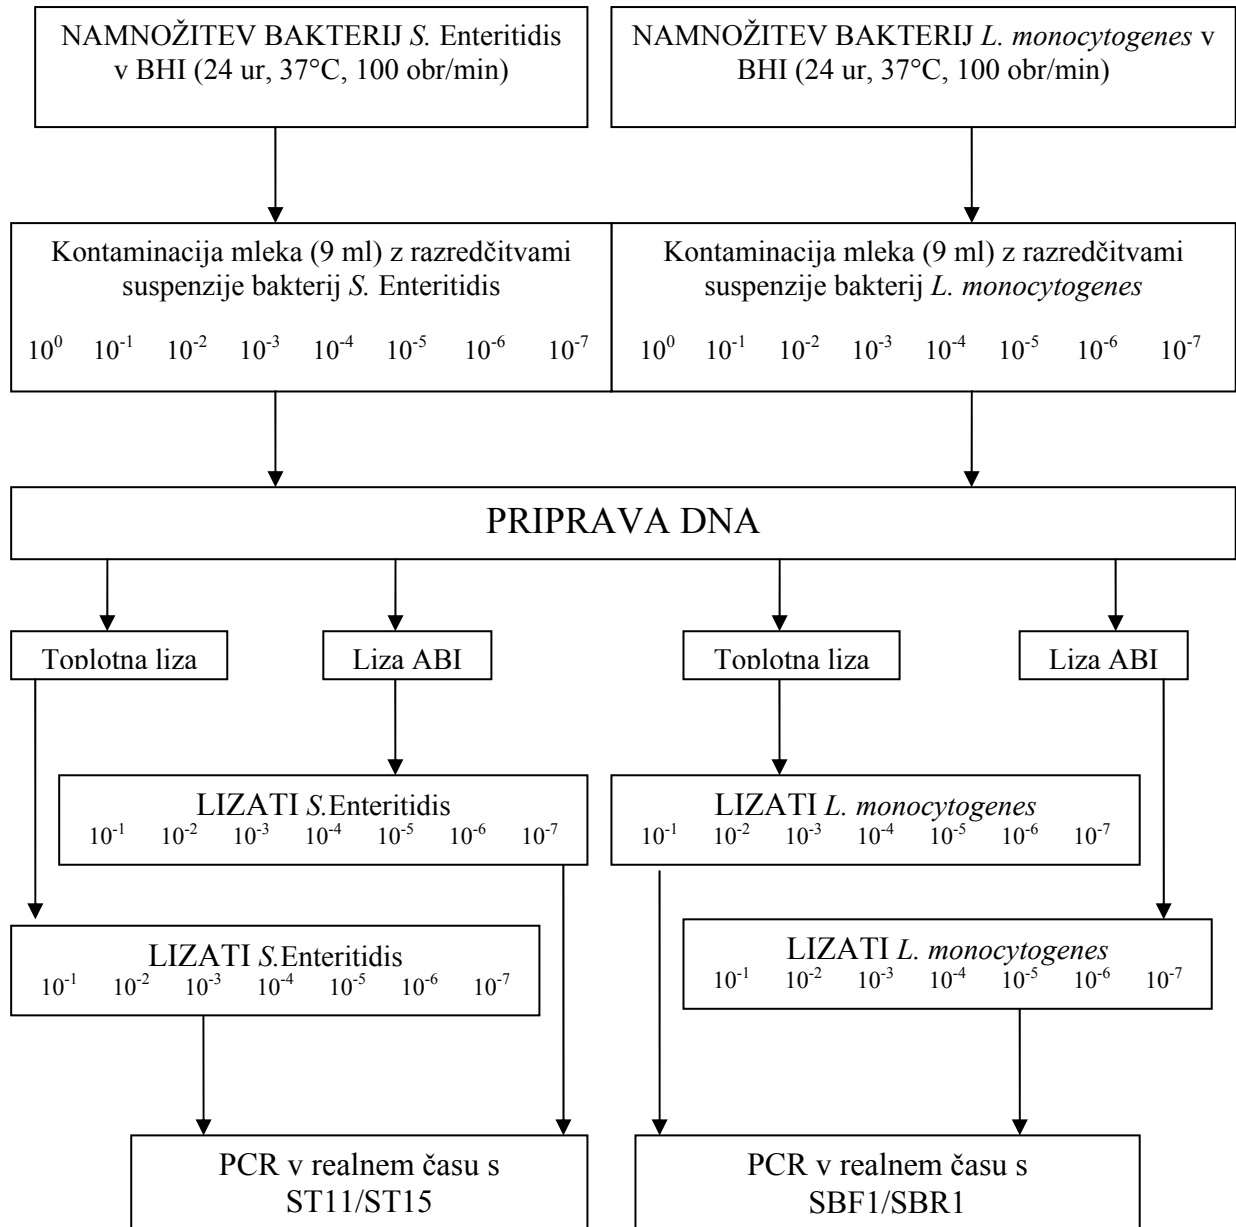 NAMNOŽITEV BAKTERIJ S. Enteritidis
v BHI (24 ur, 37°C, 100 obr/min)
NAMNOŽITEV BAKTERIJ L. monocytogenes v
BHI (24 ur, 37°C, 100 obr/min)
Kontaminacija mleka (9 ml) z razredčitvami
suspenzije bakterij S. Enteritidis
10⁰ 10⁻¹ 10⁻² 10⁻³ 10⁻⁴ 10⁻⁵ 10⁻⁶ 10⁻⁷
Kontaminacija mleka (9 ml) z razredčitvami
suspenzije bakterij L. monocytogenes
10⁰ 10⁻¹ 10⁻² 10⁻³ 10⁻⁴ 10⁻⁵ 10⁻⁶ 10⁻⁷
PRIPRAVA DNA
Toplotna liza
Liza ABI
Toplotna liza
Liza ABI
LIZATI S.Enteritidis
10⁻¹ 10⁻² 10⁻³ 10⁻⁴ 10⁻⁵ 10⁻⁶ 10⁻⁷
LIZATI L. monocytogenes
10⁻¹ 10⁻² 10⁻³ 10⁻⁴ 10⁻⁵ 10⁻⁶ 10⁻⁷
LIZATI S.Enteritidis
10⁻¹ 10⁻² 10⁻³ 10⁻⁴ 10⁻⁵ 10⁻⁶ 10⁻⁷
LIZATI L. monocytogenes
10⁻¹ 10⁻² 10⁻³ 10⁻⁴ 10⁻⁵ 10⁻⁶ 10⁻⁷
PCR v realnem času s
ST11/ST15
PCR v realnem času s
SBF1/SBR1